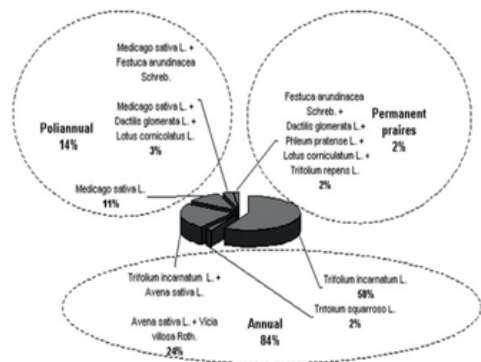 Medicago sativa L. +
Festuca arundinacea
Schreb.
Medicago sativa L. +
Dactilis glomerata L. +
Lotus cornicolatus L.
3%
Poliannual
14%
Medicago sativa L.
11%
Festuca arundinacea
Schreb. +
Dactilis glomerata L. +
Phleum pratense L. +
Lotus corniculatum L. +
Trifolium repens L.
2%
Permanent
praires
2%
Trifolium incarnatum L. +
Avena sativa L.
Avena sativa L. + Vicia
villosa Roth.
24%
Annual
84%
Trifolium incarnatum L.
58%
Trifolium squarroso L.
2%